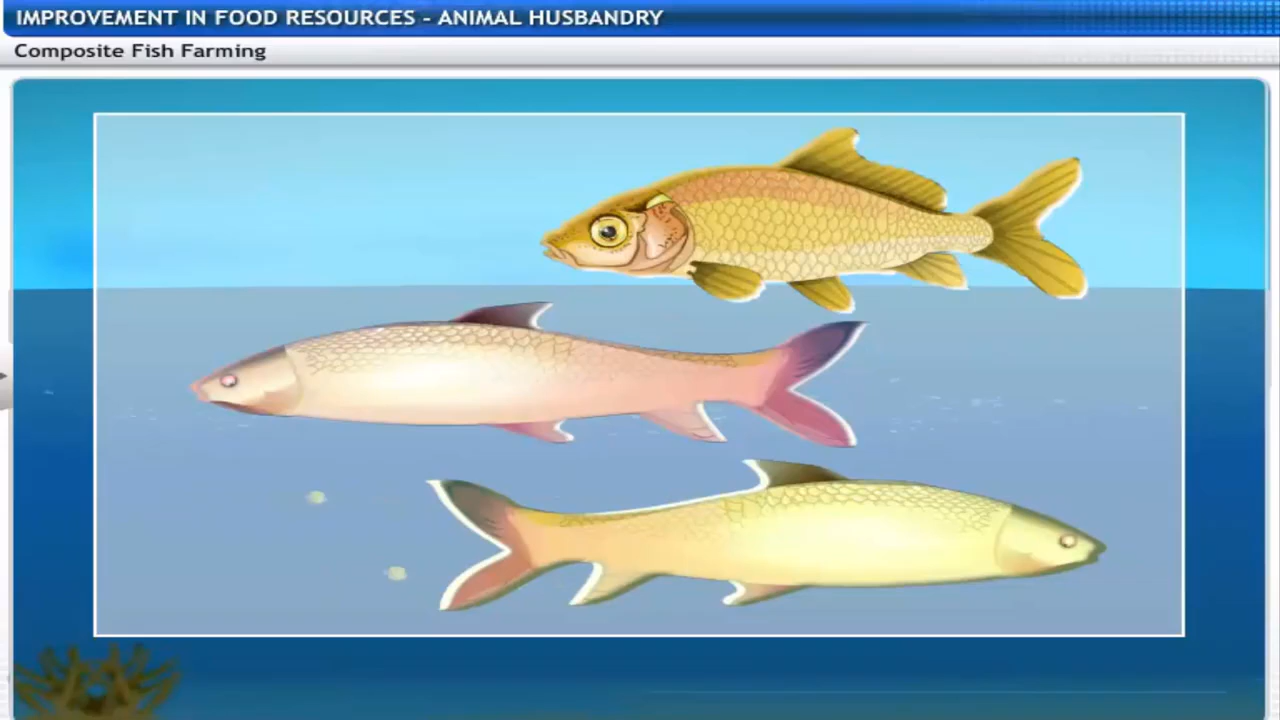 IMPROVEMENT IN FOOD RESOURCES - ANIMAL HUSBANDRY
Composite Fish Farming